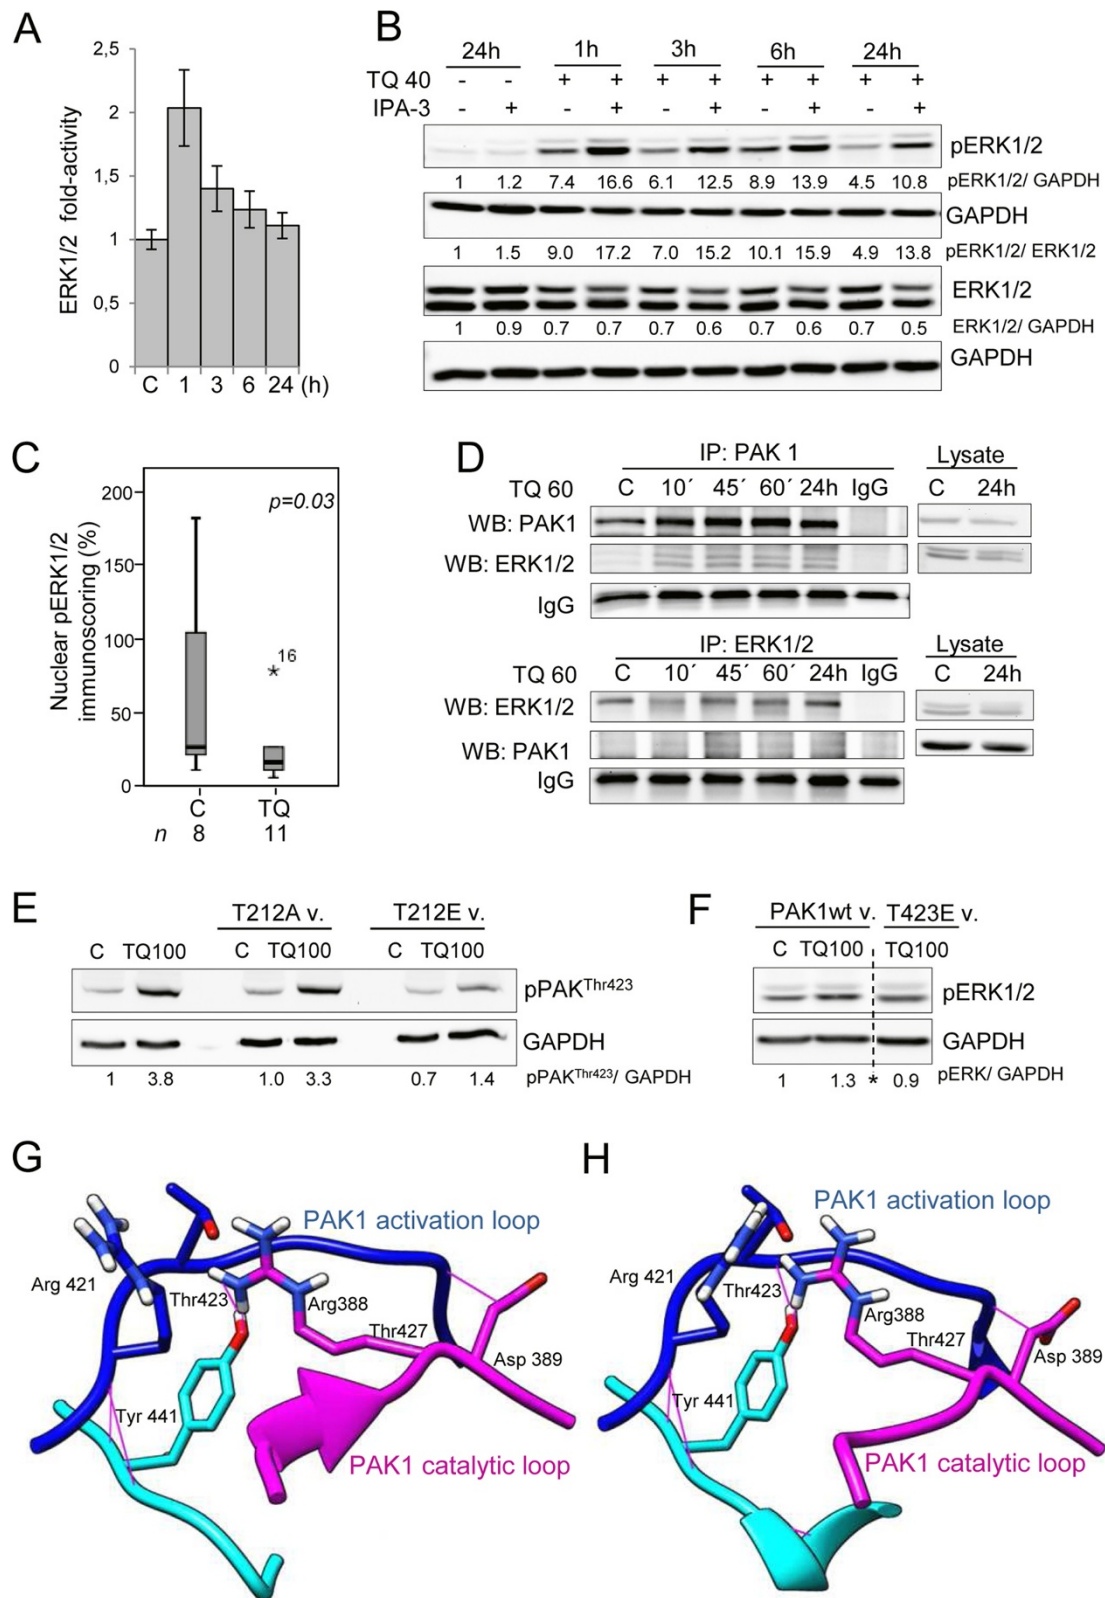 A
2,5
2
1,5
1
0,5
0
ERK1/2 fold-activity
C 1 3 6 24 (h)
B
24h 1h 3h 6h 24h
TQ 40 - - + + + + + + + +
IPA-3 - + - + - + - + - +
pERK1/2
1 1.2 7.4 16.6 6.1 12.5 8.9 13.9 4.5 10.8 pERK1/2/ GAPDH
GAPDH
1 1.5 9.0 17.2 7.0 15.2 10.1 15.9 4.9 13.8 pERK1/2/ ERK1/2
ERK1/2
1 0.9 0.7 0.7 0.7 0.6 0.7 0.6 0.7 0.5 ERK1/2/ GAPDH
GAPDH
C
Nuclear pERK1/2
immunoscoring (%)
200
150
100
50
0
p=0.03
*16
C TQ
n 8 11
D
IP: PAK 1 Lysate
TQ 60 C 10´ 45´ 60´ 24h IgG C 24h
WB: PAK1
WB: ERK1/2
IgG
IP: ERK1/2 Lysate
TQ 60 C 10´ 45´ 60´ 24h IgG C 24h
WB: ERK1/2
WB: PAK1
IgG
E
T212A v. T212E v.
C TQ100 C TQ100 C TQ100
pPAKThr423
GAPDH
1 3.8 1.0 3.3 0.7 1.4 pPAKThr423/ GAPDH
F
PAK1wt v. T423E v.
C TQ100 TQ100
pERK1/2
GAPDH
1 1.3 * 0.9 pERK/ GAPDH
G
PAK1 activation loop
Arg 421
Thr423
Arg388
Thr427
Asp 389
Tyr 441
PAK1 catalytic loop
H
PAK1 activation loop
Arg 421
Thr423
Arg388
Thr427
Asp 389
Tyr 441
PAK1 catalytic loop